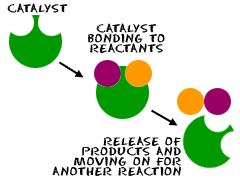 CATALYST
CATALYST
BONDING TO
REACTANTS
RELEASE OF
PRODUCTS AND
MOVING ON FOR
ANOTHER REACTION